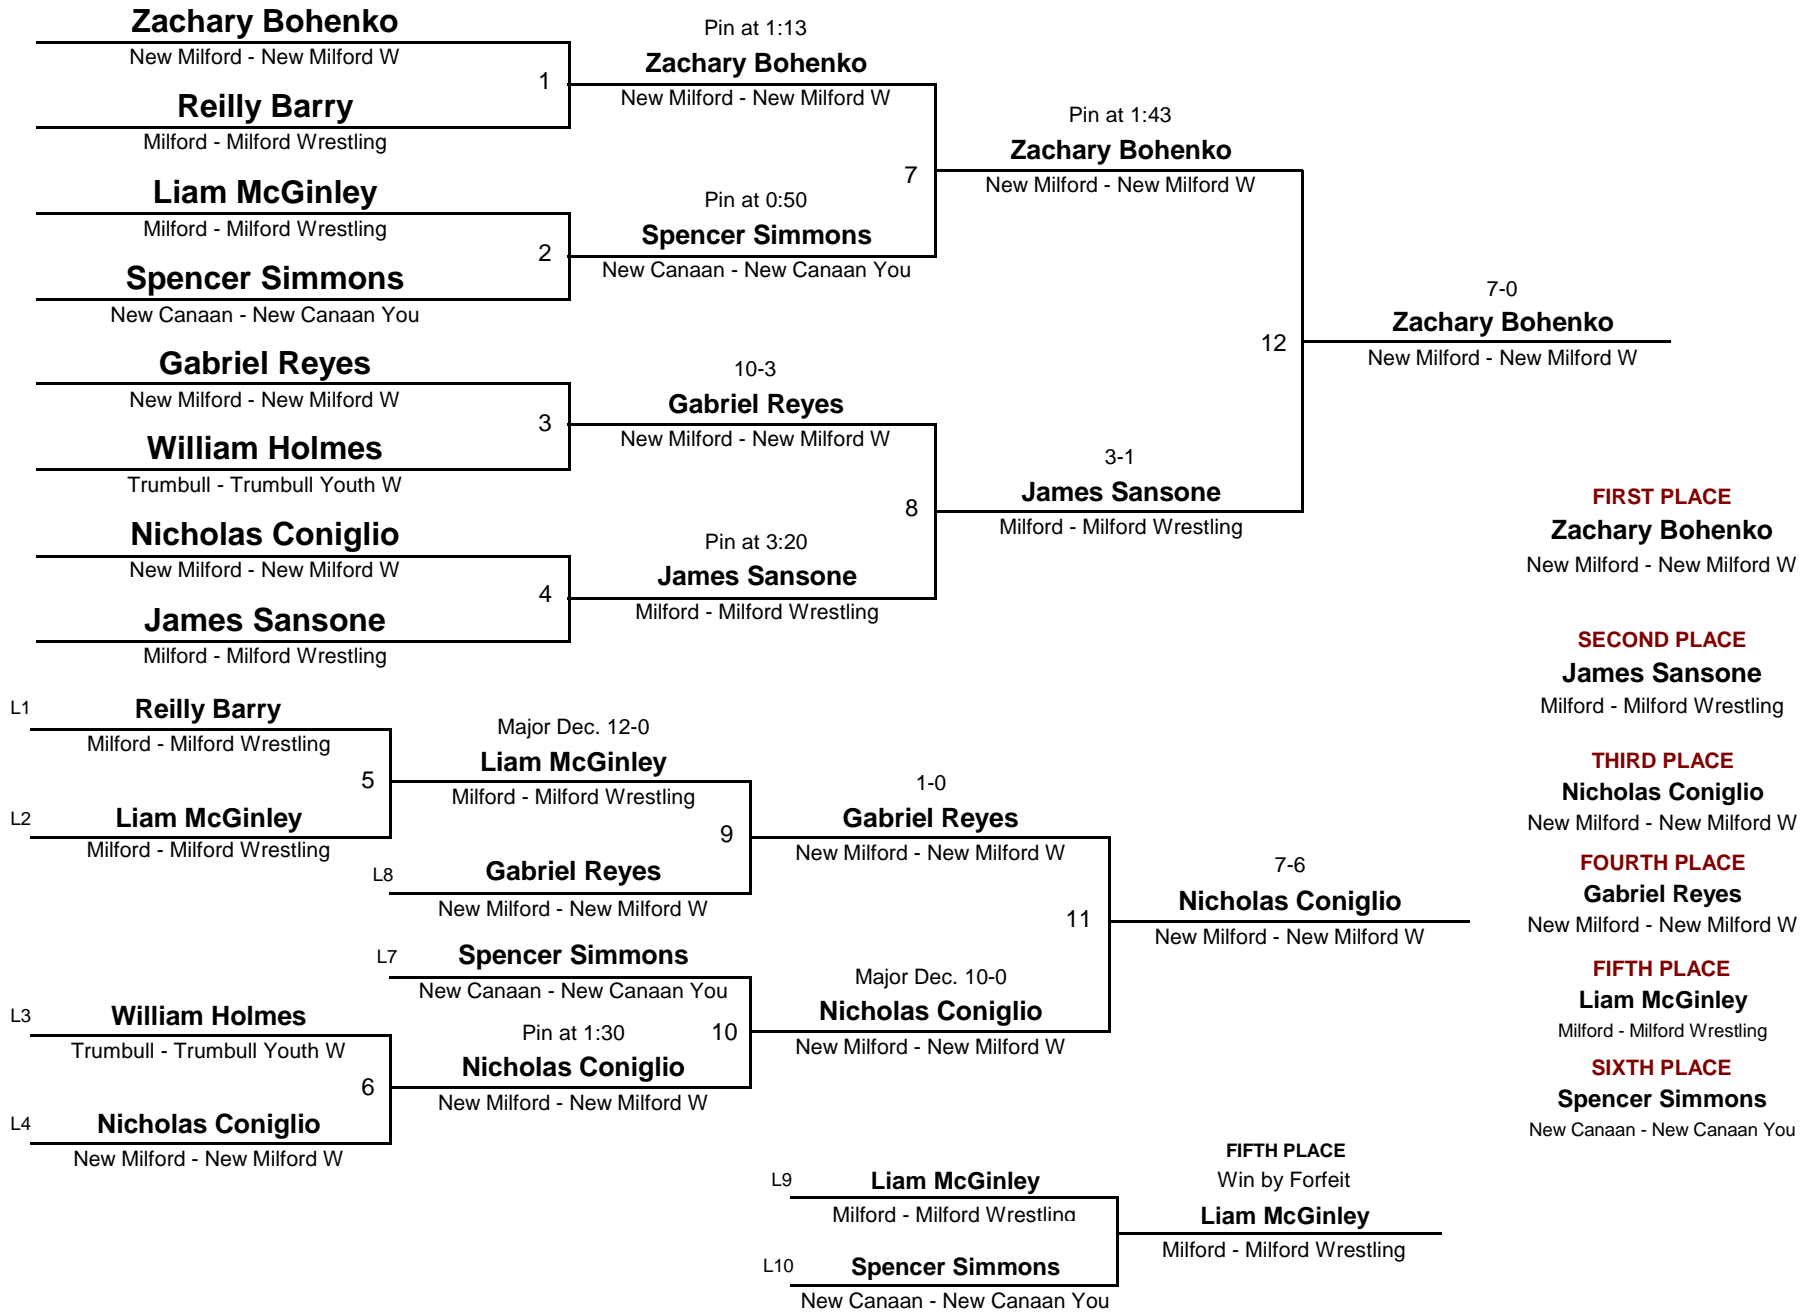 Zachary Bohenko
New Milford - New Milford W
1
Reilly Barry
Milford - Milford Wrestling
Liam McGinley
Milford - Milford Wrestling
2
Spencer Simmons
New Canaan - New Canaan You
Gabriel Reyes
New Milford - New Milford W
3
William Holmes
Trumbull - Trumbull Youth W
Nicholas Coniglio
New Milford - New Milford W
4
James Sansone
Milford - Milford Wrestling
Pin at 1:13
Zachary Bohenko
New Milford - New Milford W
7
Pin at 0:50
Spencer Simmons
New Canaan - New Canaan You
10-3
Gabriel Reyes
New Milford - New Milford W
8
Pin at 3:20
James Sansone
Milford - Milford Wrestling
Pin at 1:43
Zachary Bohenko
New Milford - New Milford W
12
3-1
James Sansone
Milford - Milford Wrestling
7-0
Zachary Bohenko
New Milford - New Milford W
L1
Reilly Barry
Milford - Milford Wrestling
5
L2
Liam McGinley
Milford - Milford Wrestling
Major Dec. 12-0
Liam McGinley
Milford - Milford Wrestling
9
L8
Gabriel Reyes
New Milford - New Milford W
L7
Spencer Simmons
New Canaan - New Canaan You
10
L3
William Holmes
Trumbull - Trumbull Youth W
6
L4
Nicholas Coniglio
New Milford - New Milford W
Pin at 1:30
Nicholas Coniglio
New Milford - New Milford W
1-0
Gabriel Reyes
New Milford - New Milford W
11
Major Dec. 10-0
Nicholas Coniglio
New Milford - New Milford W
7-6
Nicholas Coniglio
New Milford - New Milford W
L9
Liam McGinley
Milford - Milford Wrestling
L10
Spencer Simmons
New Canaan - New Canaan You
FIFTH PLACE
Win by Forfeit
Liam McGinley
Milford - Milford Wrestling
FIRST PLACE
Zachary Bohenko
New Milford - New Milford W
SECOND PLACE
James Sansone
Milford - Milford Wrestling
THIRD PLACE
Nicholas Coniglio
New Milford - New Milford W
FOURTH PLACE
Gabriel Reyes
New Milford - New Milford W
FIFTH PLACE
Liam McGinley
Milford - Milford Wrestling
SIXTH PLACE
Spencer Simmons
New Canaan - New Canaan You